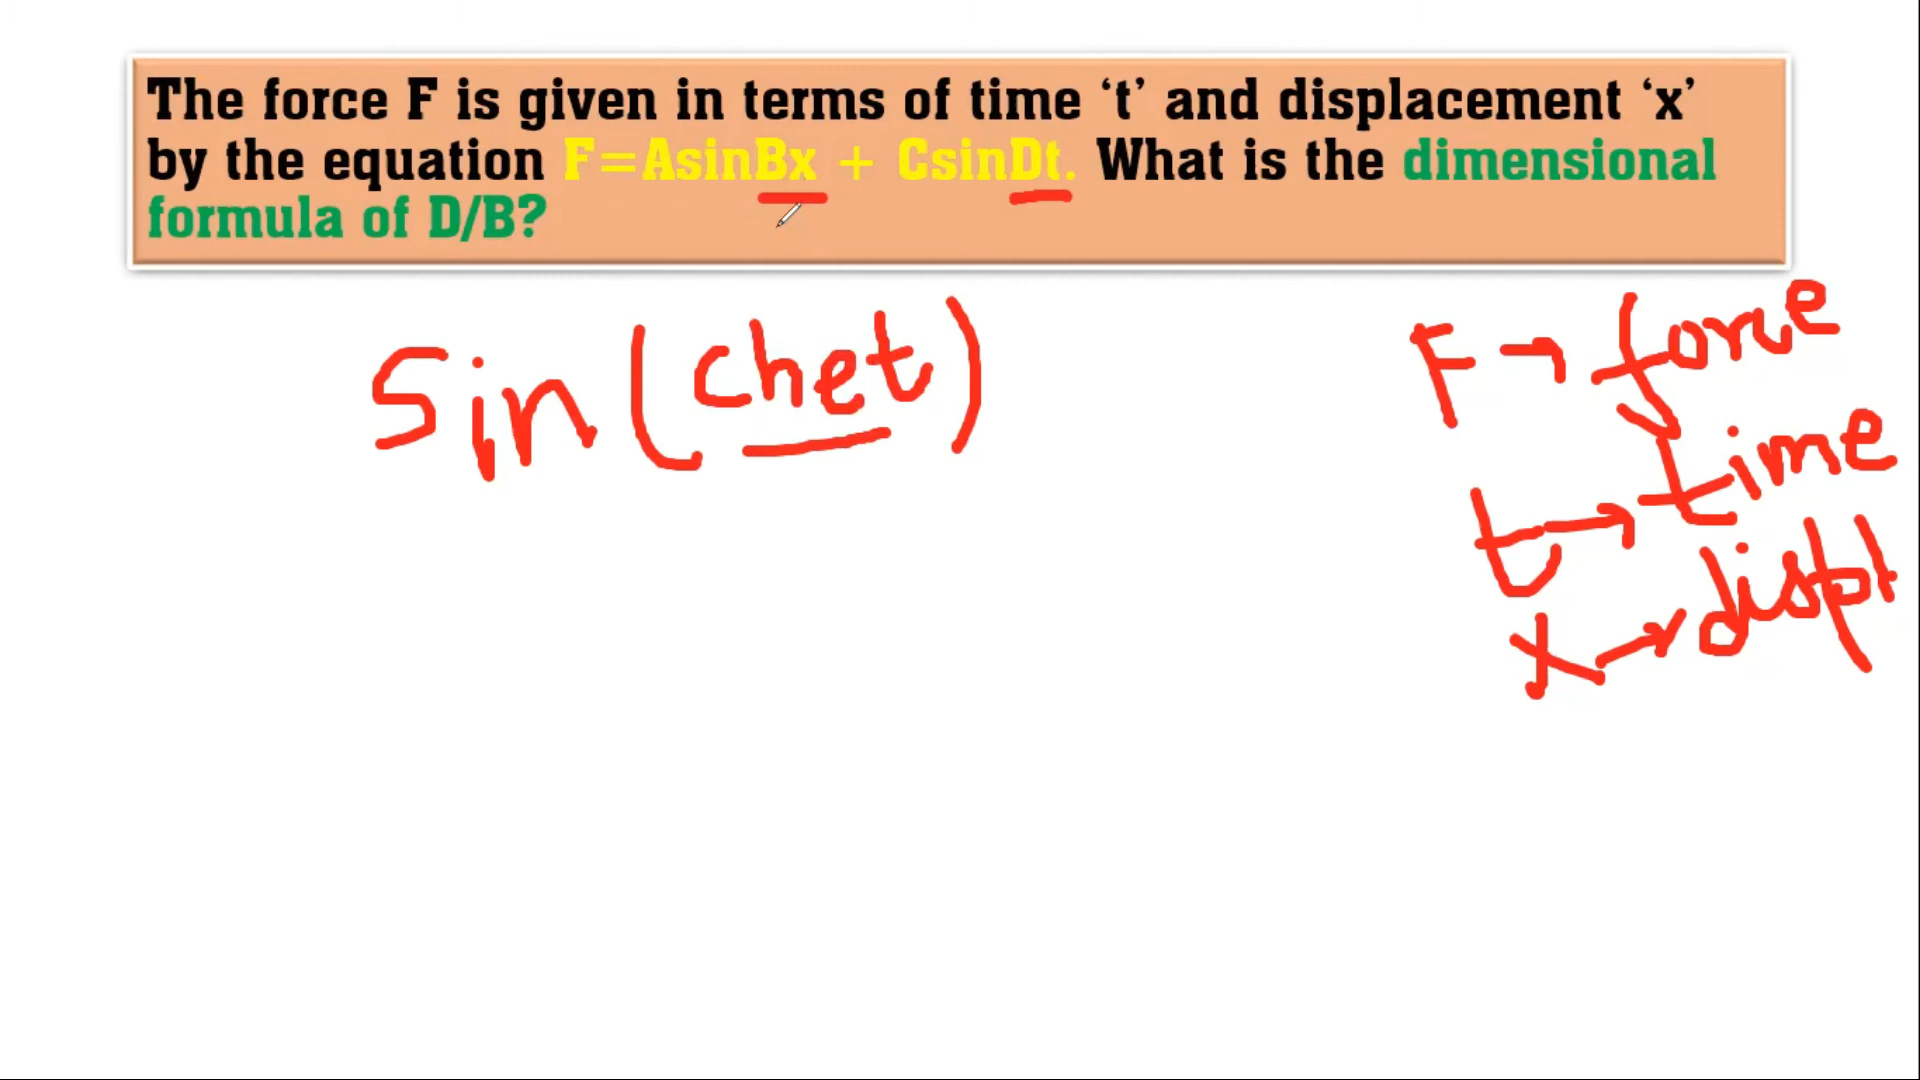 The force F is given in terms of time ‘t’ and displacement ‘x’
by the equation F=AsinBx + CsinDt. What is the dimensional
formula of D/B?
Sin (chet)
F → force
t → time
x → displ